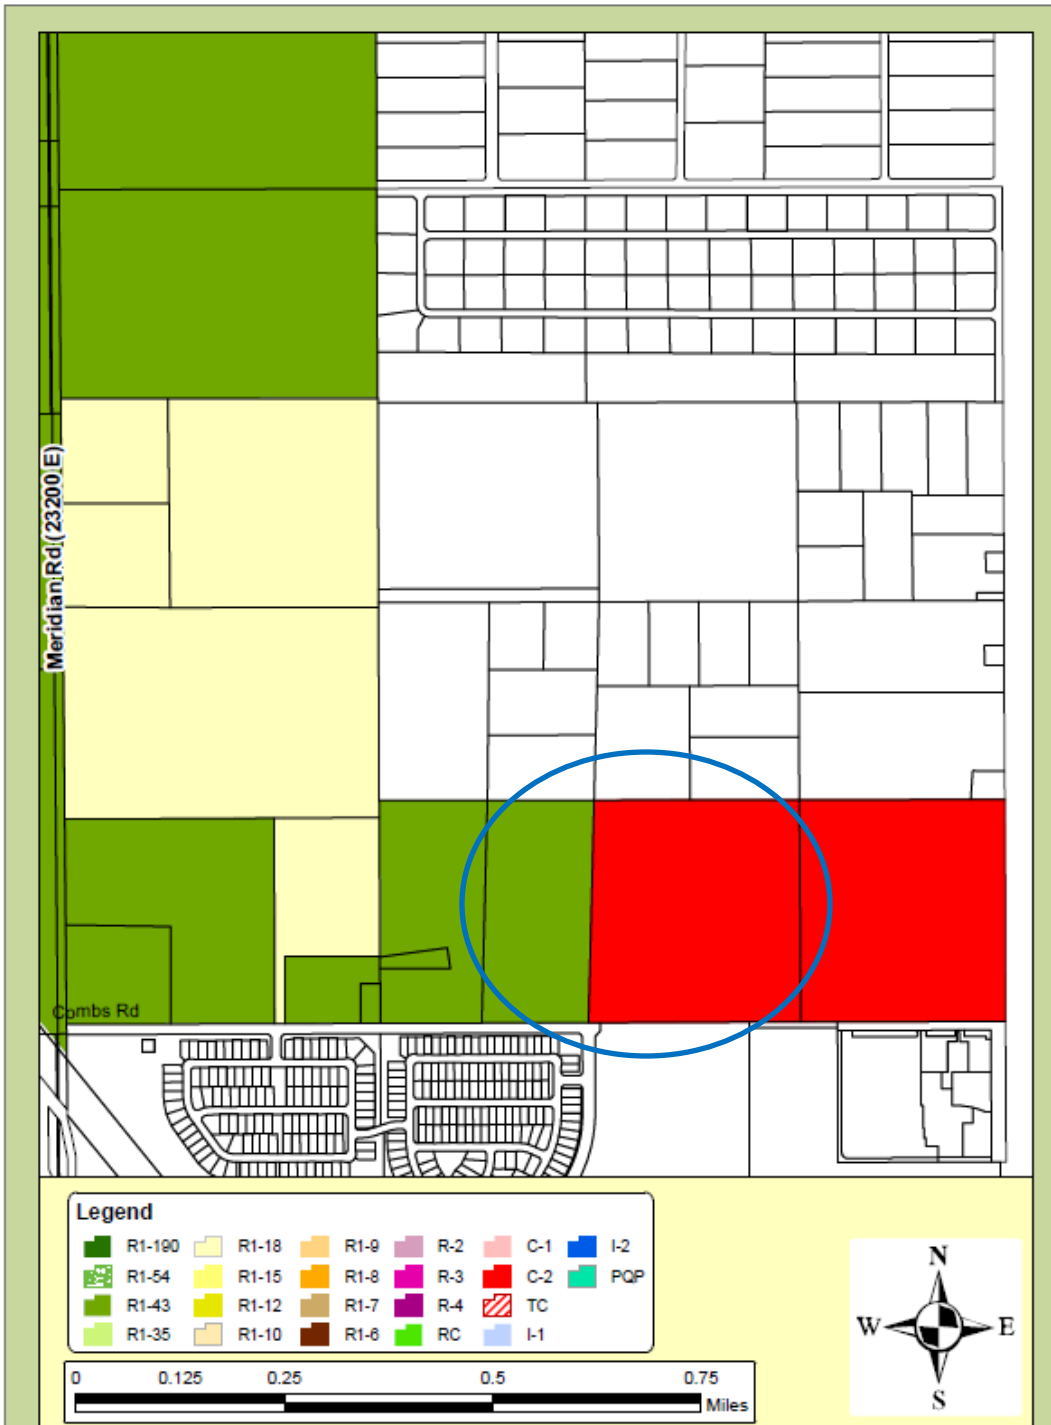 Meridian Rd (23200 E)
Combs Rd
Legend
R1-190 R1-18 R1-9 R-2 C-1 I-2
R1-54 R1-15 R1-8 R-3 C-2 PQP
R1-43 R1-12 R1-7 R-4 TC
R1-35 R1-10 R1-6 RC I-1
N
W E
S
0 0.125 0.25 0.5 0.75
Miles